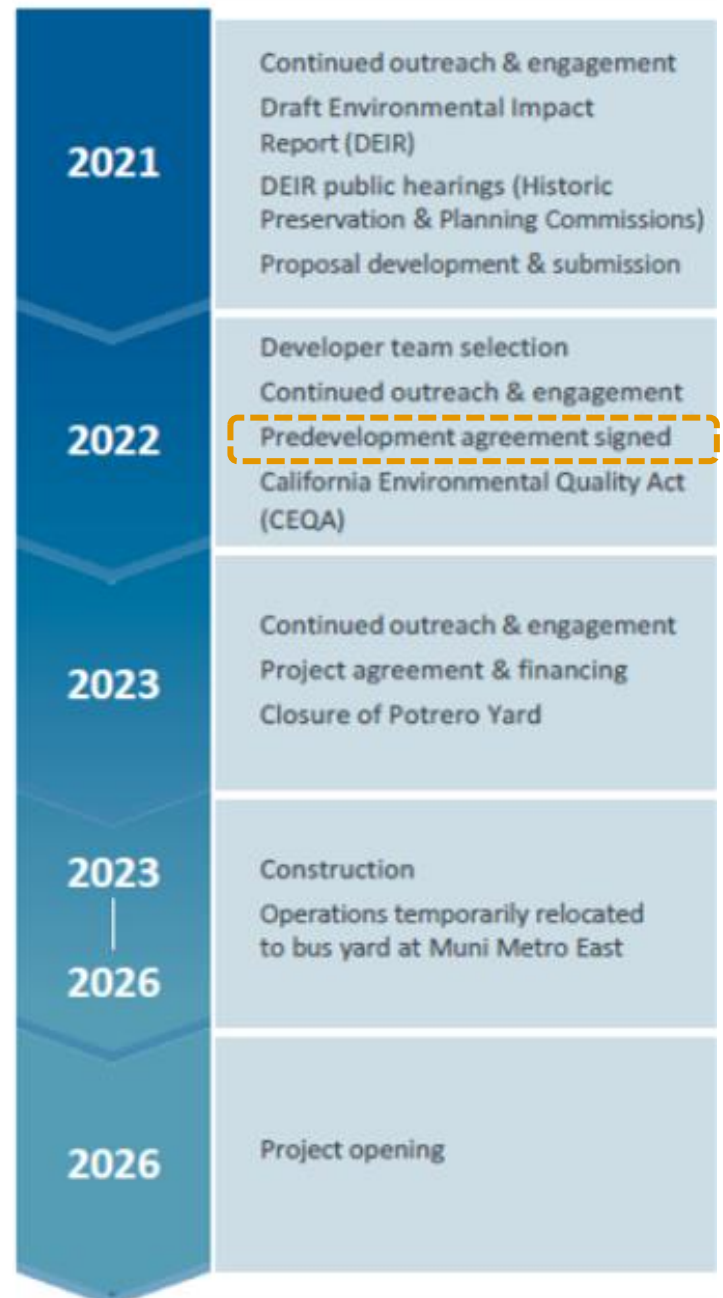 2021
Continued outreach & engagement
Draft Environmental Impact
Report (DEIR)
DEIR public hearings (Historic
Preservation & Planning Commissions)
Proposal development & submission
2022
Developer team selection
Continued outreach & engagement
Predevelopment agreement signed
California Environmental Quality Act
(CEQA)
2023
Continued outreach & engagement
Project agreement & financing
Closure of Potrero Yard
2023
2026
Construction
Operations temporarily relocated
to bus yard at Muni Metro East
2026
Project opening